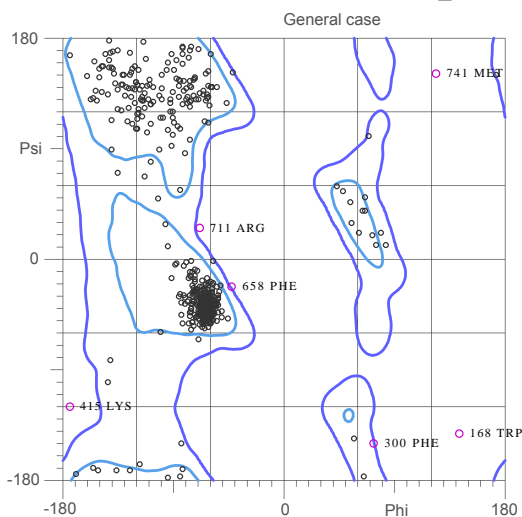 General case
180
741 MET
Psi
711 ARG
0
658 PHE
415 LYS
168 TRP
300 PHE
-180
-180 0 Phi 180